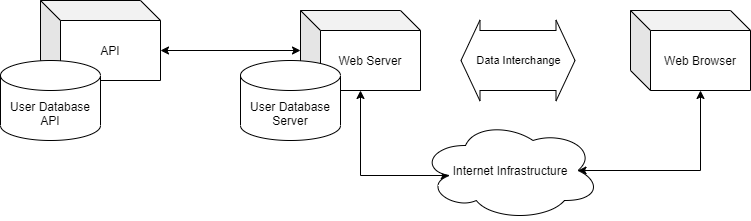 API
Web Server
Data Interchange
Web Browser
User Database
API
User Database
Server
Internet Infrastructure